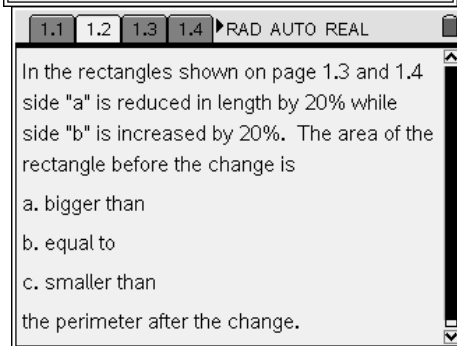 1.1 1.2 1.3 1.4 RAD AUTO REAL
In the rectangles shown on page 1.3 and 1.4
side "a" is reduced in length by 20% while
side "b" is increased by 20%.  The area of the
rectangle before the change is
a. bigger than
b. equal to
c. smaller than
the perimeter after the change.